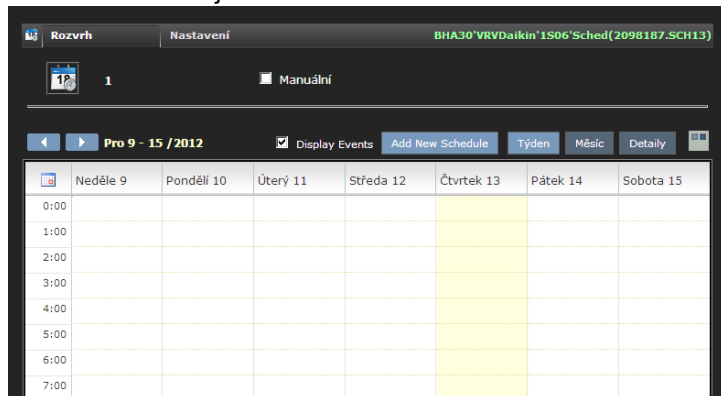 Rozvrh Nastavení BHA30'VRVDaikin'1S06'Sched(2098187.SCH13)
1 Manuální
Pro 9 - 15 /2012 Display Events Add New Schedule Týden Měsíc Detaily
Neděle 9 Pondělí 10 Úterý 11 Středa 12 Čtvrtek 13 Pátek 14 Sobota 15
0:00
1:00
2:00
3:00
4:00
5:00
6:00
7:00